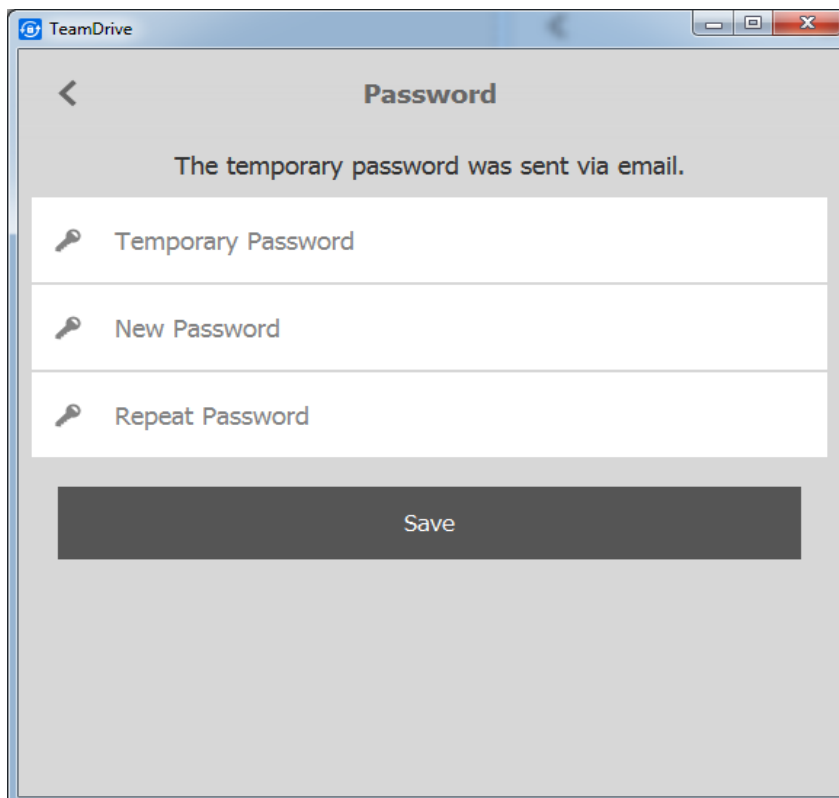 TeamDrive
Password
The temporary password was sent via email.
Temporary Password
New Password
Repeat Password
Save